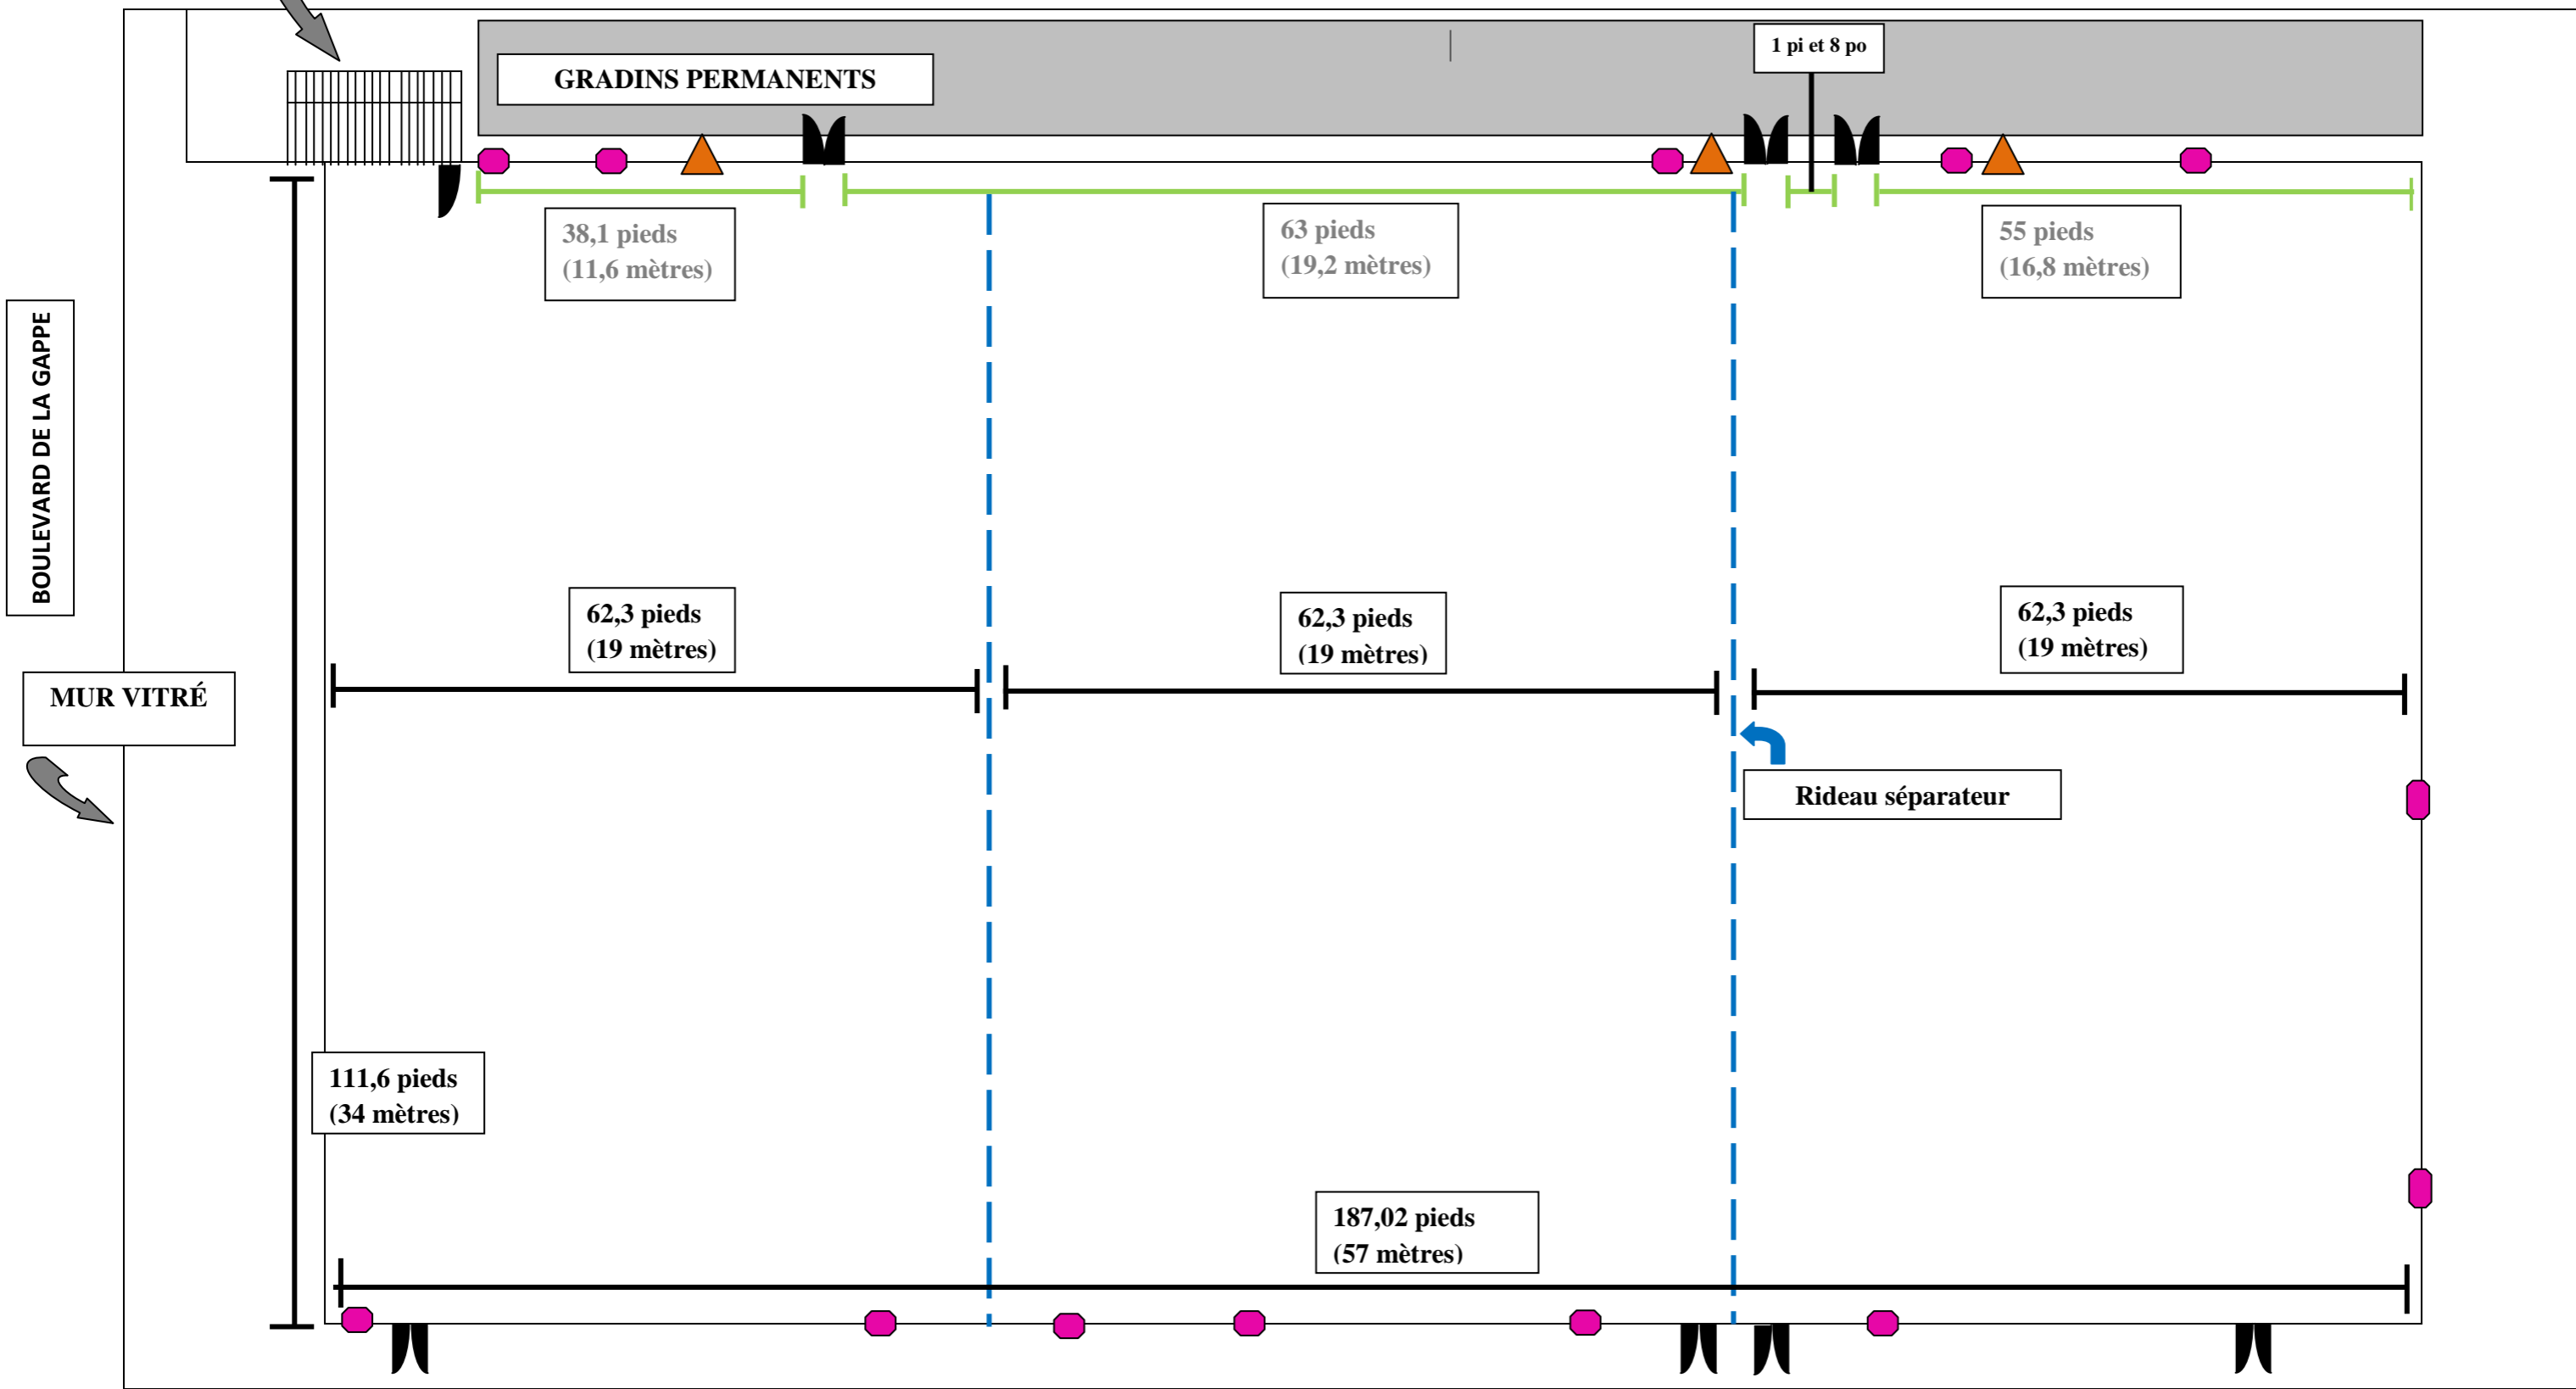 GRADINS PERMANENTS
1 pi et 8 po
38,1 pieds
(11,6 mètres)
63 pieds
(19,2 mètres)
55 pieds
(16,8 mètres)
BOULEVARD DE LA GAPPE
62,3 pieds
(19 mètres)
62,3 pieds
(19 mètres)
62,3 pieds
(19 mètres)
MUR VITRÉ
Rideau séparateur
111,6 pieds
(34 mètres)
187,02 pieds
(57 mètres)